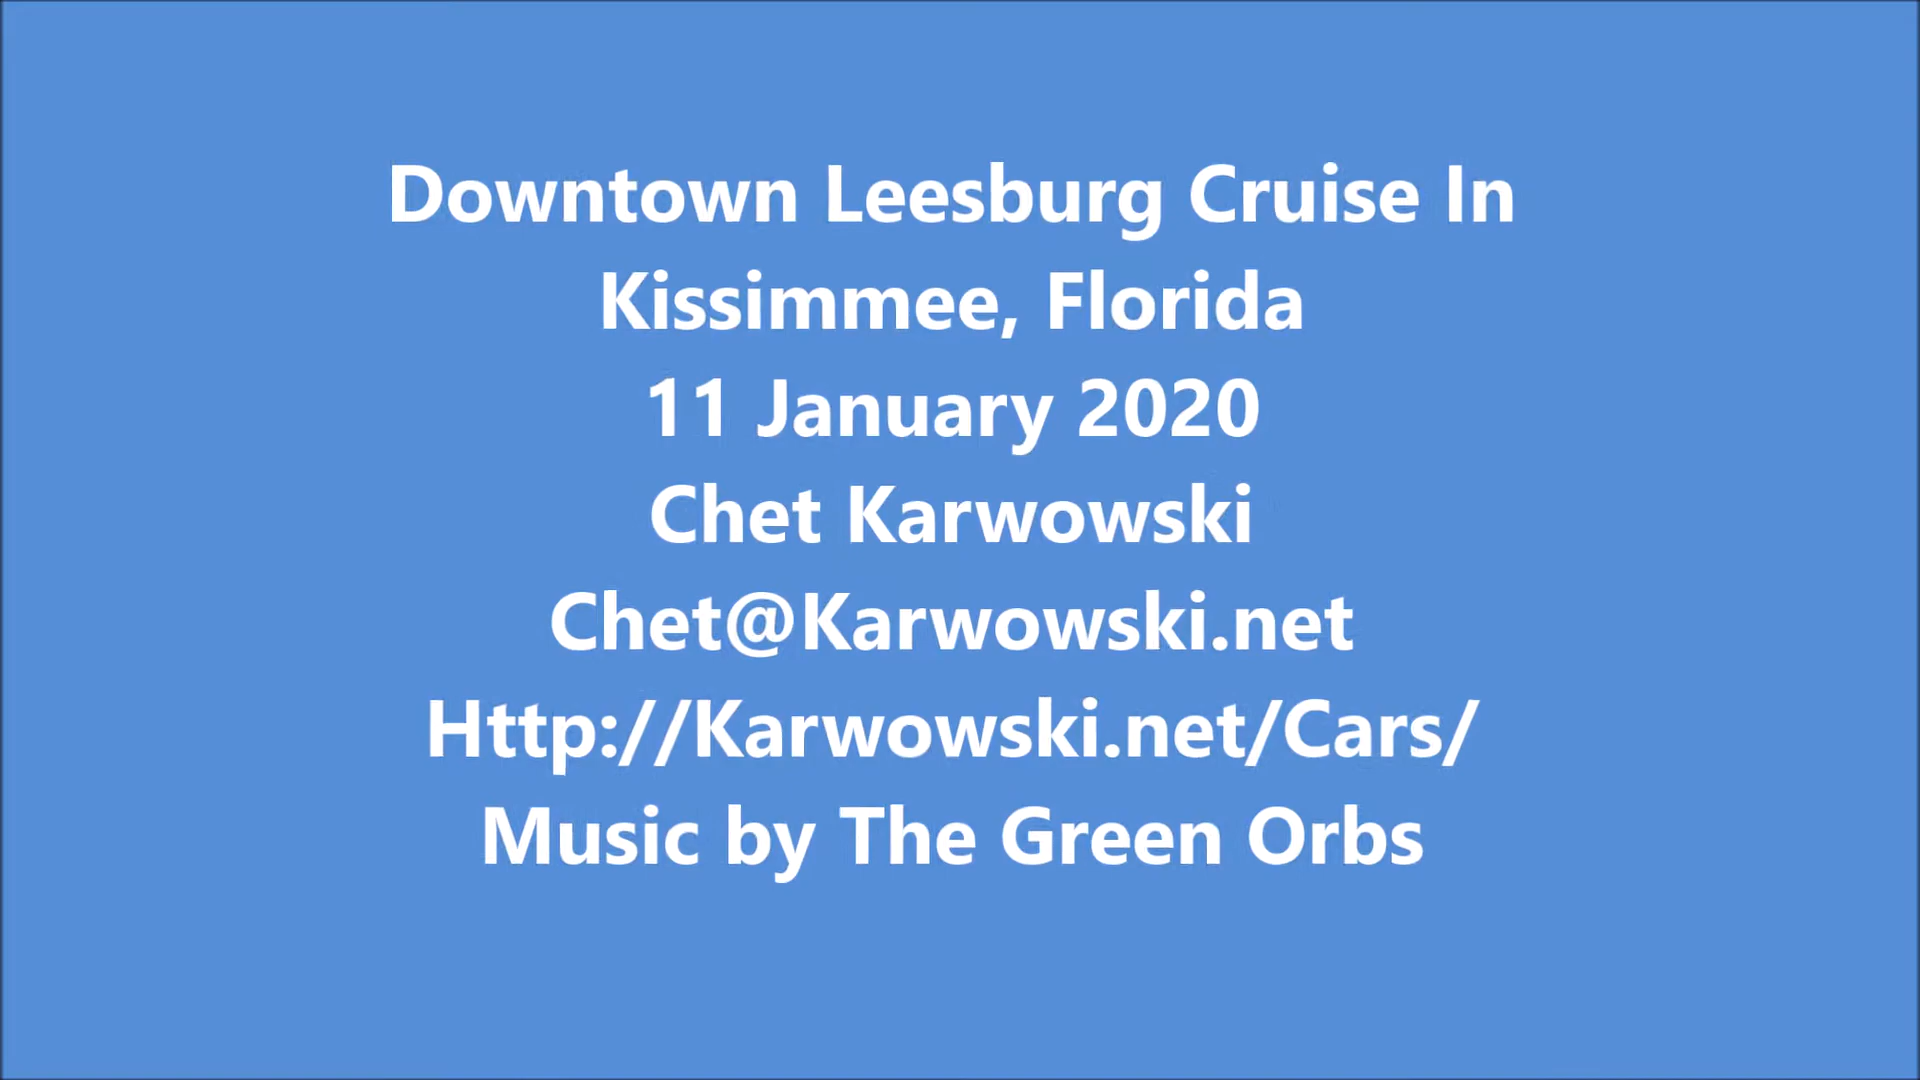 Downtown Leesburg Cruise In
Kissimmee, Florida
11 January 2020
Chet Karwowski
Chet@Karwowski.net
Http://Karwowski.net/Cars/
Music by The Green Orbs